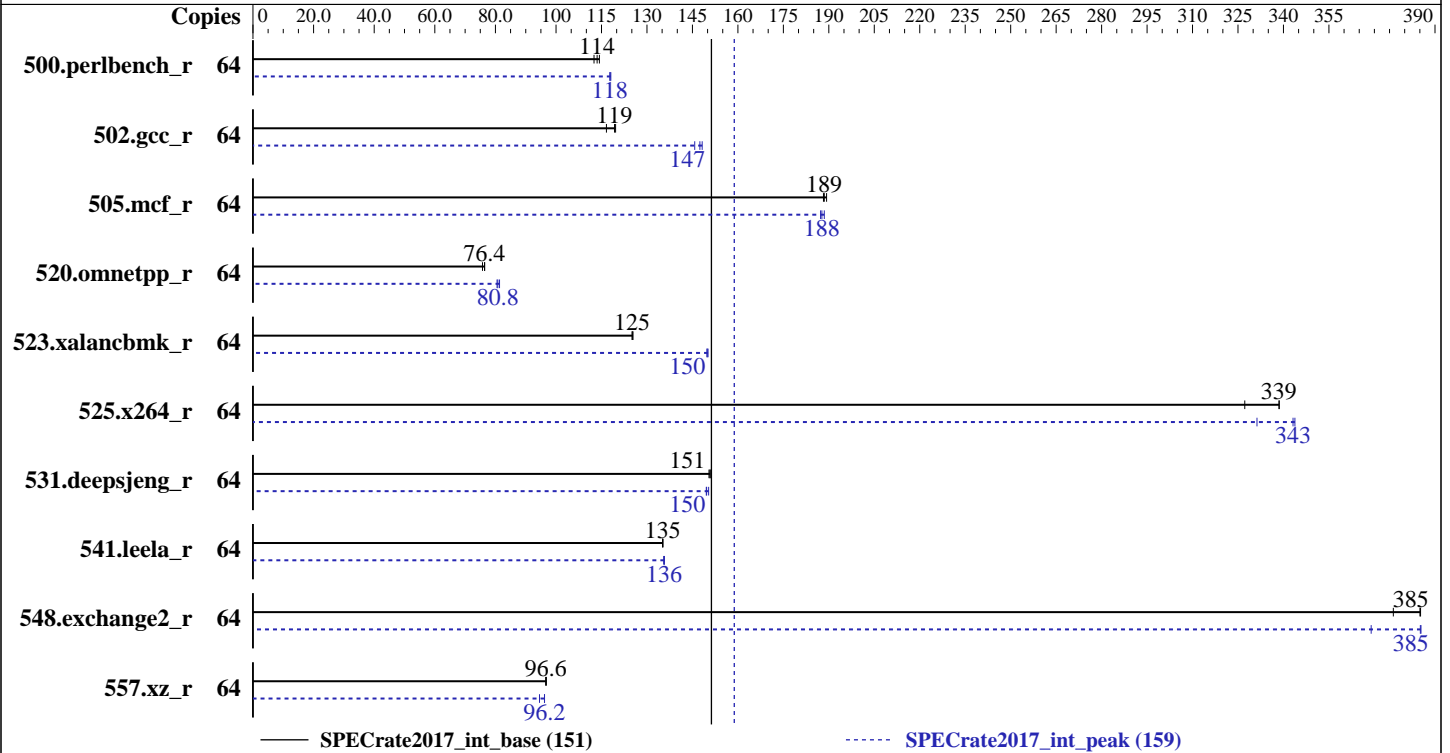 Copies 0 20.0 40.0 60.0 80.0 100 115 130 145 160 175 190 205 220 235 250 265 280 295 310 325 340 355 390
114
500.perlbench_r 64
118
119
502.gcc_r 64
147
189
505.mcf_r 64
188
76.4
520.omnetpp_r 64
80.8
125
523.xalancbmk_r 64
150
339
525.x264_r 64
343
151
531.deepsjeng_r 64
150
135
541.leela_r 64
136
385
548.exchange2_r 64
385
96.6
557.xz_r 64
96.2
SPECrate2017_int_base (151) SPECrate2017_int_peak (159)